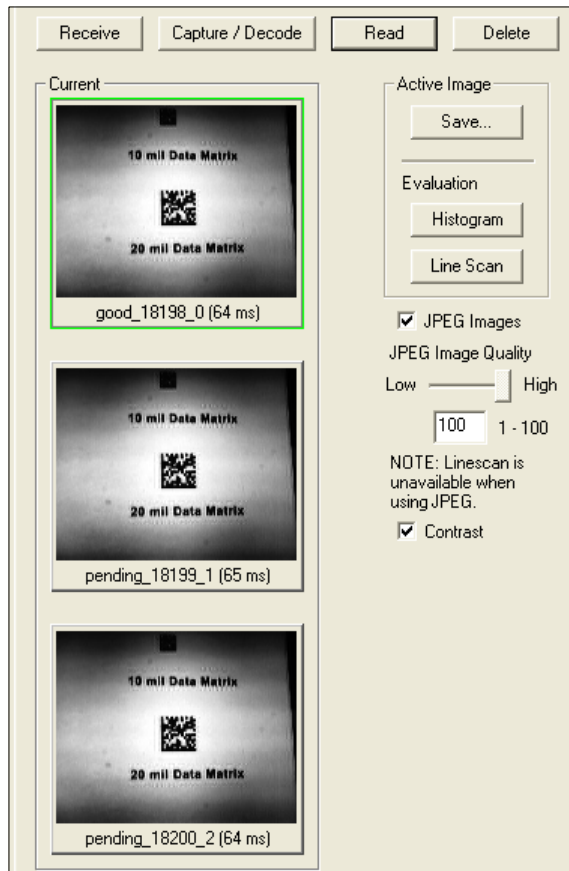 Receive
Capture / Decode
Read
Delete
Current
10 mil Data Matrix
20 mil Data Matrix
good_18198_0 (64 ms)
10 mil Data Matrix
20 mil Data Matrix
pending_18199_1 (65 ms)
10 mil Data Matrix
20 mil Data Matrix
pending_18200_2 (64 ms)
Active Image
Save...
Evaluation
Histogram
Line Scan
JPEG Images
JPEG Image Quality
Low High
100 1 - 100
NOTE: Linescan is
unavailable when
using JPEG.
Contrast